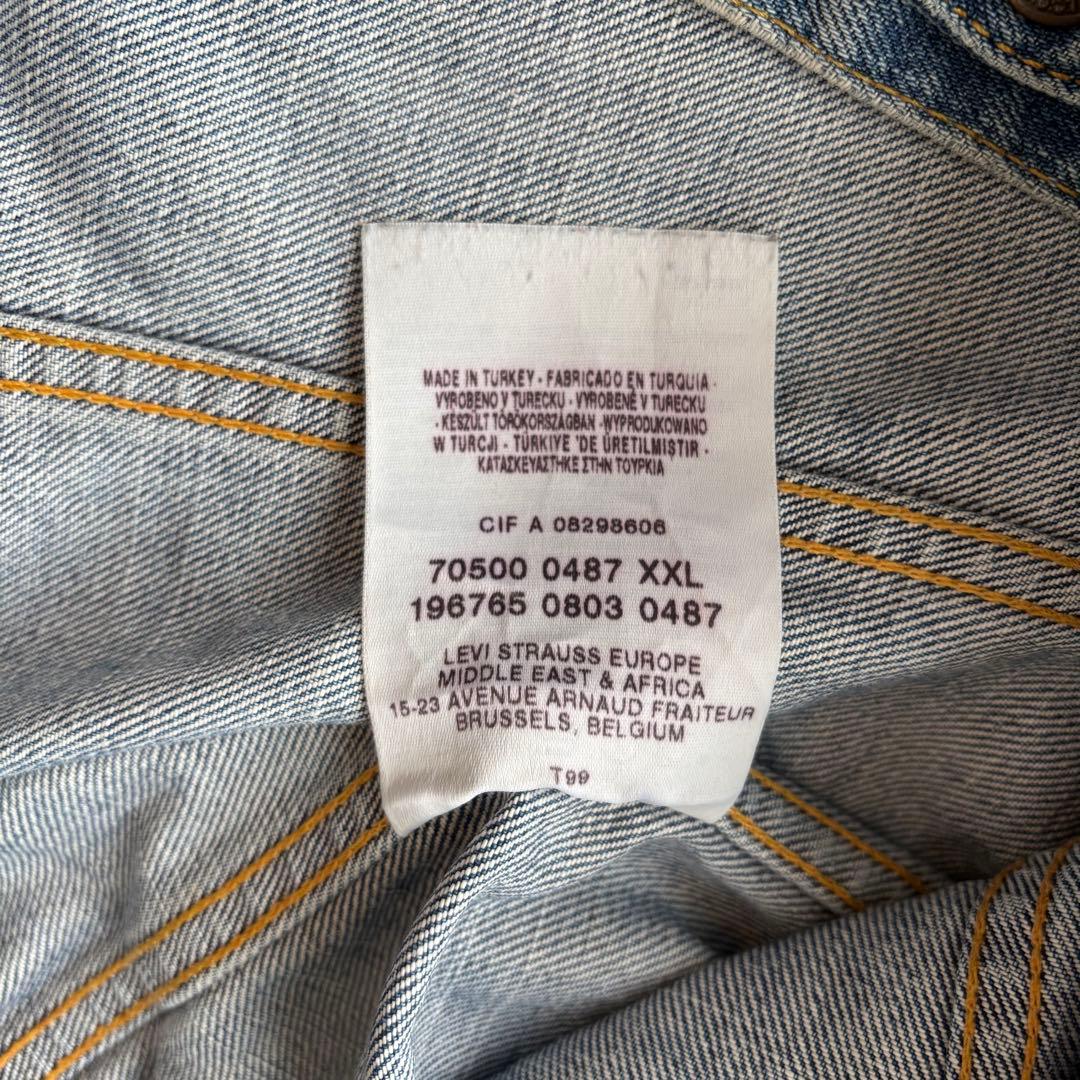 MADE IN TURKEY - FABRICADO EN TURQUIA -
VYROBENO V TURECKU - VYROBENÉ V TURECKU
- KÉSZÜLT TÖRÖKORSZÁGBAN - WYPRODUKOWANO
W TURCJI - TÜRKIYE 'DE ÜRETILMISTIR -
ΚΑΤΑΣΚΕΥΑΣΤΗΚΕ ΣΤΗΝ ΤΟΥΡΚΙΑ
CIF A 08298606
70500 0487 XXL
196765 0803 0487
LEVI STRAUSS EUROPE
MIDDLE EAST & AFRICA
15-23 AVENUE ARNAUD FRAITEUR
BRUSSELS, BELGIUM
T99